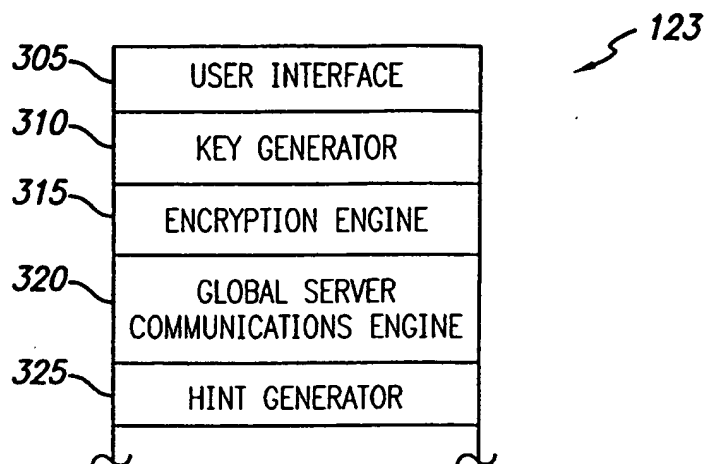 123
305 USER INTERFACE
310 KEY GENERATOR
315 ENCRYPTION ENGINE
320 GLOBAL SERVER
COMMUNICATIONS ENGINE
325 HINT GENERATOR